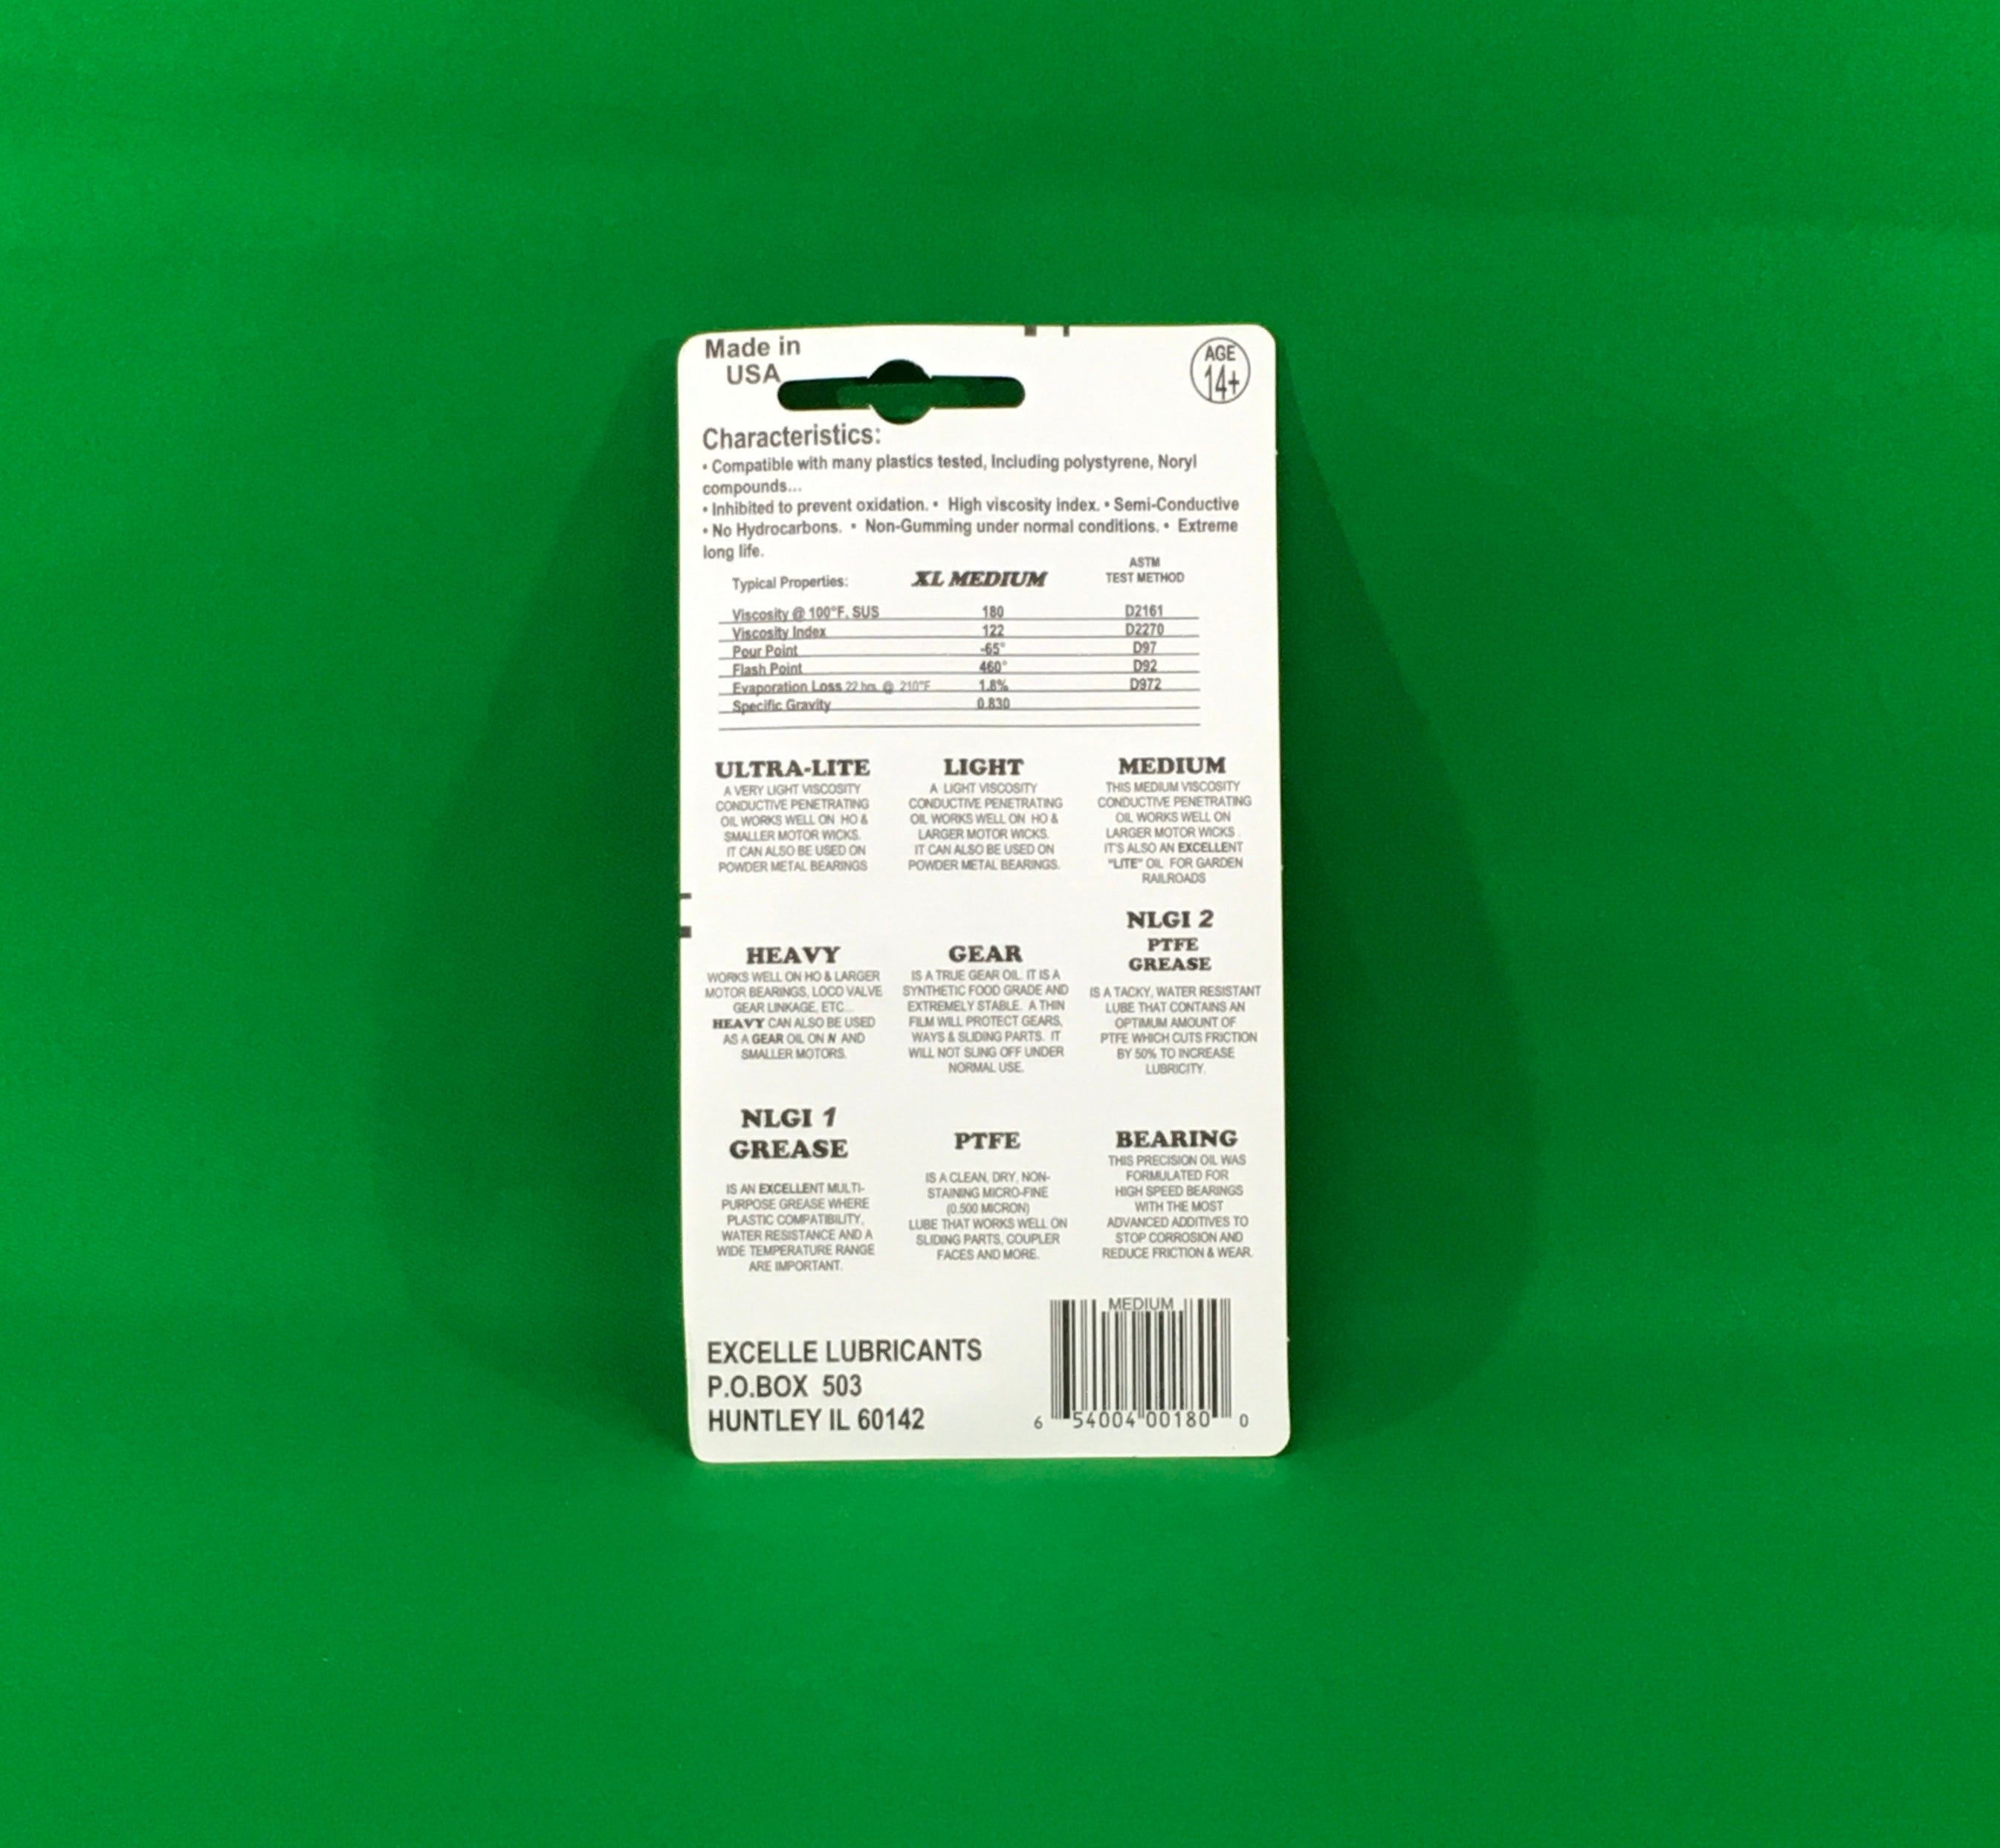 Made in
USA
AGE
14+
Characteristics:
• Compatible with many plastics tested, Including polystyrene, Noryl
compounds...
• Inhibited to prevent oxidation. • High viscosity index. • Semi-Conductive
• No Hydrocarbons. • Non-Gumming under normal conditions. • Extreme
long life.
Typical Properties: XL MEDIUM ASTM
TEST METHOD
Viscosity @ 100°F, SUS 180 D2161
Viscosity Index 122 D2270
Pour Point -65° D97
Flash Point 460° D92
Evaporation Loss 22 hrs. @ 210°F 1.8% D972
Specific Gravity 0.830
ULTRA-LITE
A VERY LIGHT VISCOSITY
CONDUCTIVE PENETRATING
OIL WORKS WELL ON HO &
SMALLER MOTOR WICKS.
IT CAN ALSO BE USED ON
POWDER METAL BEARINGS
LIGHT
A LIGHT VISCOSITY
CONDUCTIVE PENETRATING
OIL WORKS WELL ON HO &
LARGER MOTOR WICKS.
IT CAN ALSO BE USED ON
POWDER METAL BEARINGS.
MEDIUM
THIS MEDIUM VISCOSITY
CONDUCTIVE PENETRATING
OIL WORKS WELL ON
LARGER MOTOR WICKS .
IT'S ALSO AN EXCELLENT
"LITE" OIL FOR GARDEN
RAILROADS
HEAVY
WORKS WELL ON HO & LARGER
MOTOR BEARINGS, LOCO VALVE
GEAR LINKAGE, ETC...
HEAVY CAN ALSO BE USED
AS A GEAR OIL ON N AND
SMALLER MOTORS.
GEAR
IS A TRUE GEAR OIL. IT IS A
SYNTHETIC FOOD GRADE AND
EXTREMELY STABLE. A THIN
FILM WILL PROTECT GEARS,
WAYS & SLIDING PARTS. IT
WILL NOT SLING OFF UNDER
NORMAL USE.
NLGI 2
PTFE
GREASE
IS A TACKY, WATER RESISTANT
LUBE THAT CONTAINS AN
OPTIMUM AMOUNT OF
PTFE WHICH CUTS FRICTION
BY 50% TO INCREASE
LUBRICITY.
NLGI 1
GREASE
IS AN EXCELLENT MULTI-
PURPOSE GREASE WHERE
PLASTIC COMPATIBILITY,
WATER RESISTANCE AND A
WIDE TEMPERATURE RANGE
ARE IMPORTANT.
PTFE
IS A CLEAN, DRY, NON-
STAINING MICRO-FINE
(0.500 MICRON)
LUBE THAT WORKS WELL ON
SLIDING PARTS, COUPLER
FACES AND MORE.
BEARING
THIS PRECISION OIL WAS
FORMULATED FOR
HIGH SPEED BEARINGS
WITH THE MOST
ADVANCED ADDITIVES TO
STOP CORROSION AND
REDUCE FRICTION & WEAR.
EXCELLE LUBRICANTS
P.O.BOX 503
HUNTLEY IL 60142
MEDIUM
6 54004 00180 0